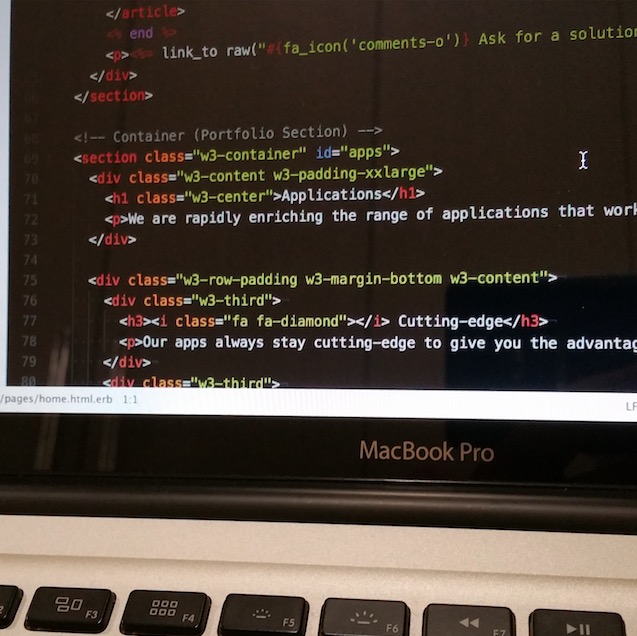 </article>
<% end %>
<p><%= link_to raw("#{fa_icon('comments-o')} Ask for a solution
</div>
66 </section>
67
68 <!-- Container (Portfolio Section) -->
69 <section class="w3-container" id="apps">
70 <div class="w3-content w3-padding-xxlarge">
71 <h1 class="w3-center">Applications</h1>
72 <p>We are rapidly enriching the range of applications that work
73 </div>
74
75 <div class="w3-row-padding w3-margin-bottom w3-content">
76 <div class="w3-third">
77 <h3><i class="fa fa-diamond"></i> Cutting-edge</h3>
78 <p>Our apps always stay cutting-edge to give you the advantag
79 </div>
80 <div class="w3-third">
/pages/home.html.erb 1:1 LF
MacBook Pro
F3 F4 F5 F6 F7